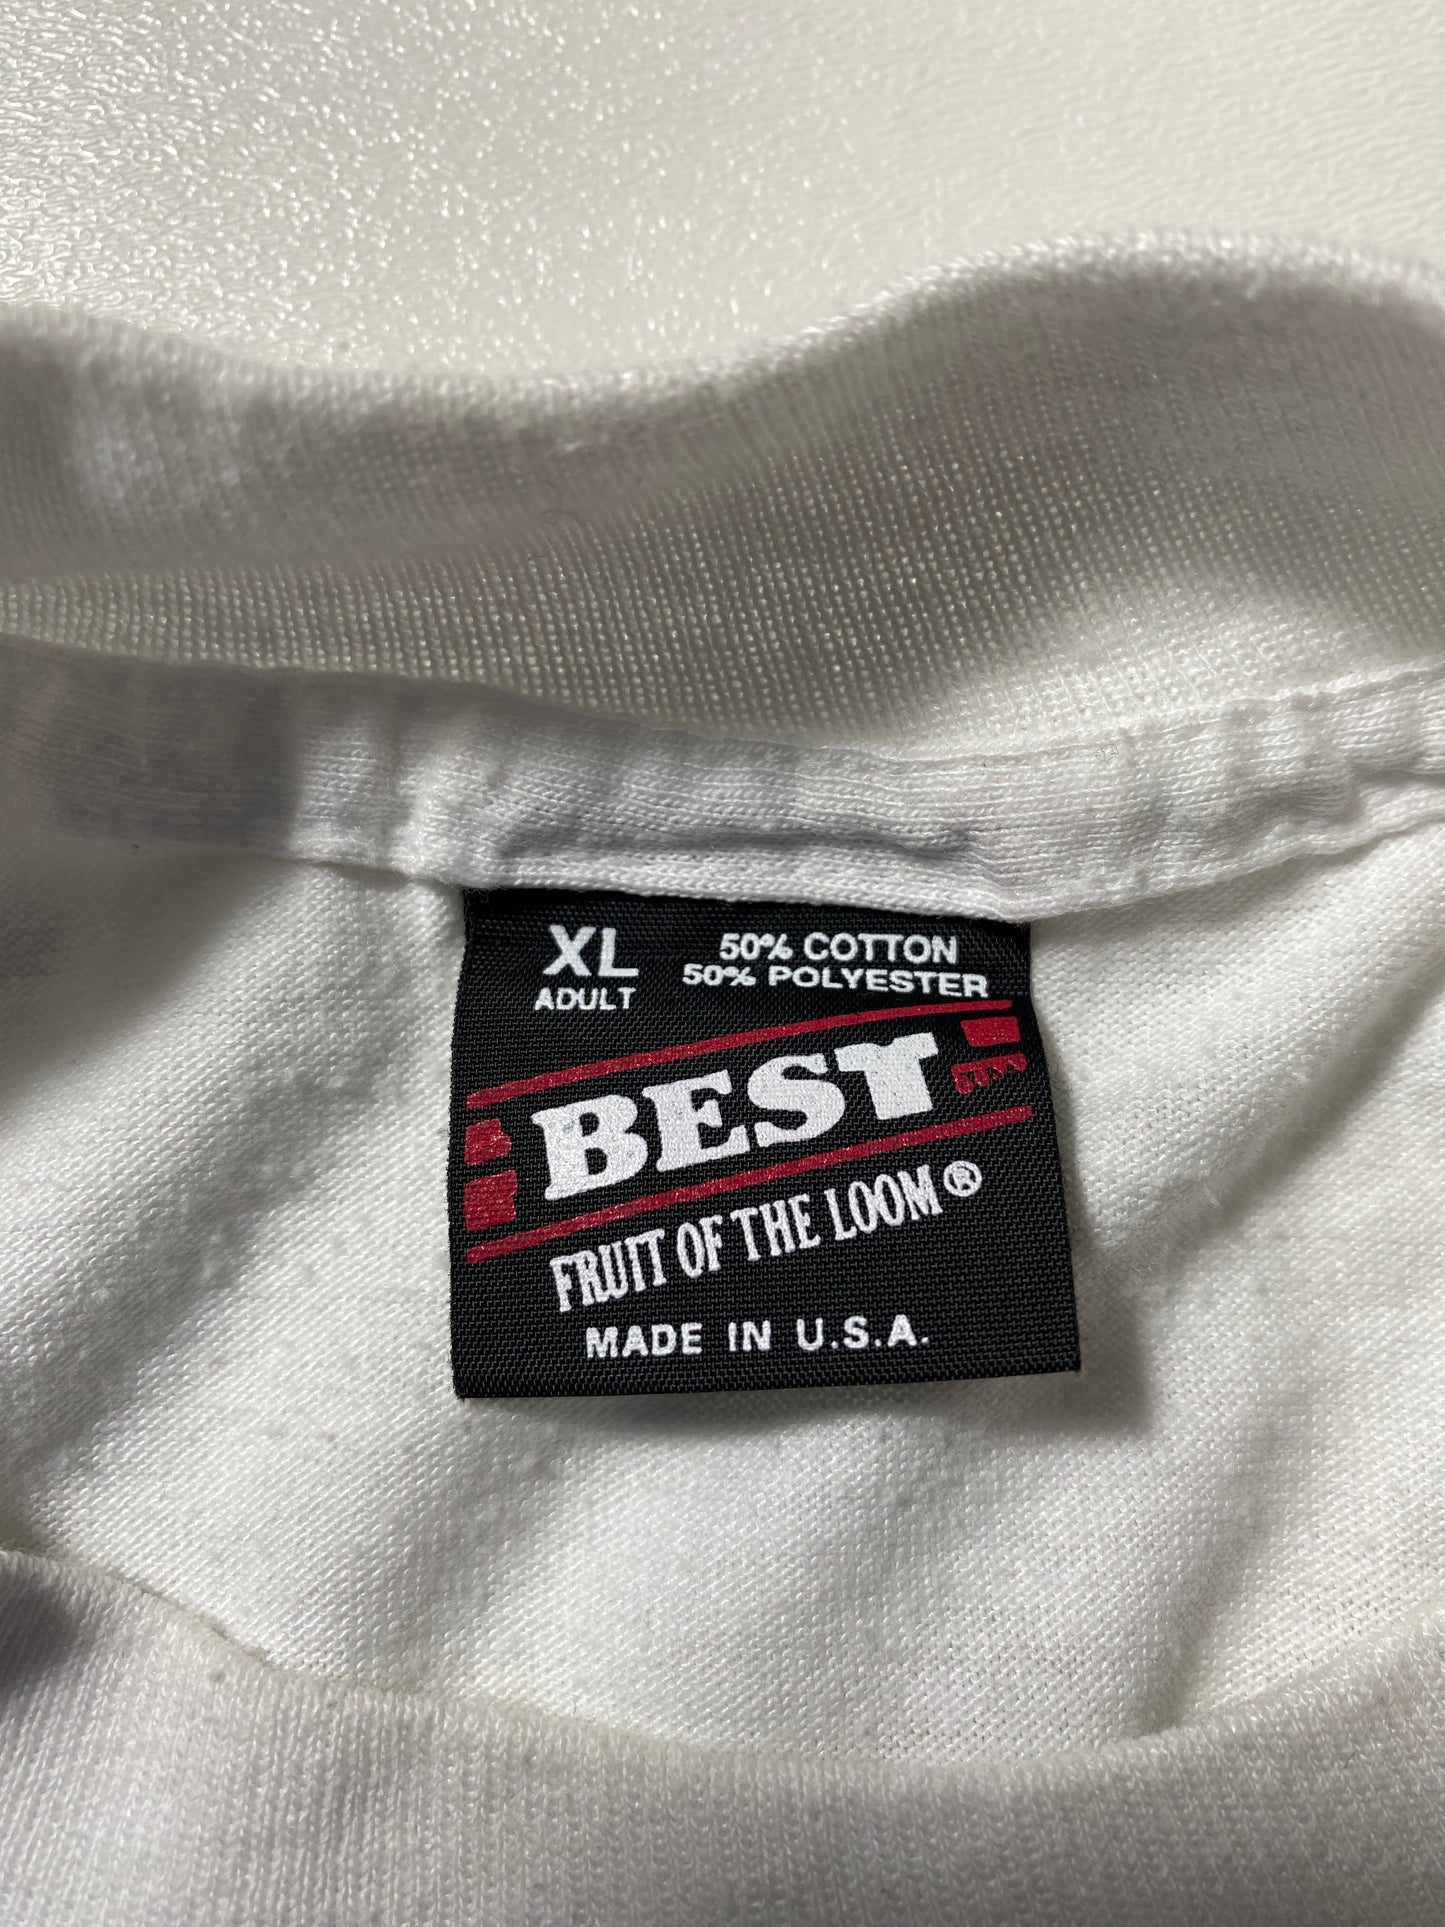 XL
ADULT
50% COTTON
50% POLYESTER
BEST
FRUIT OF THE LOOM®
MADE IN U.S.A.